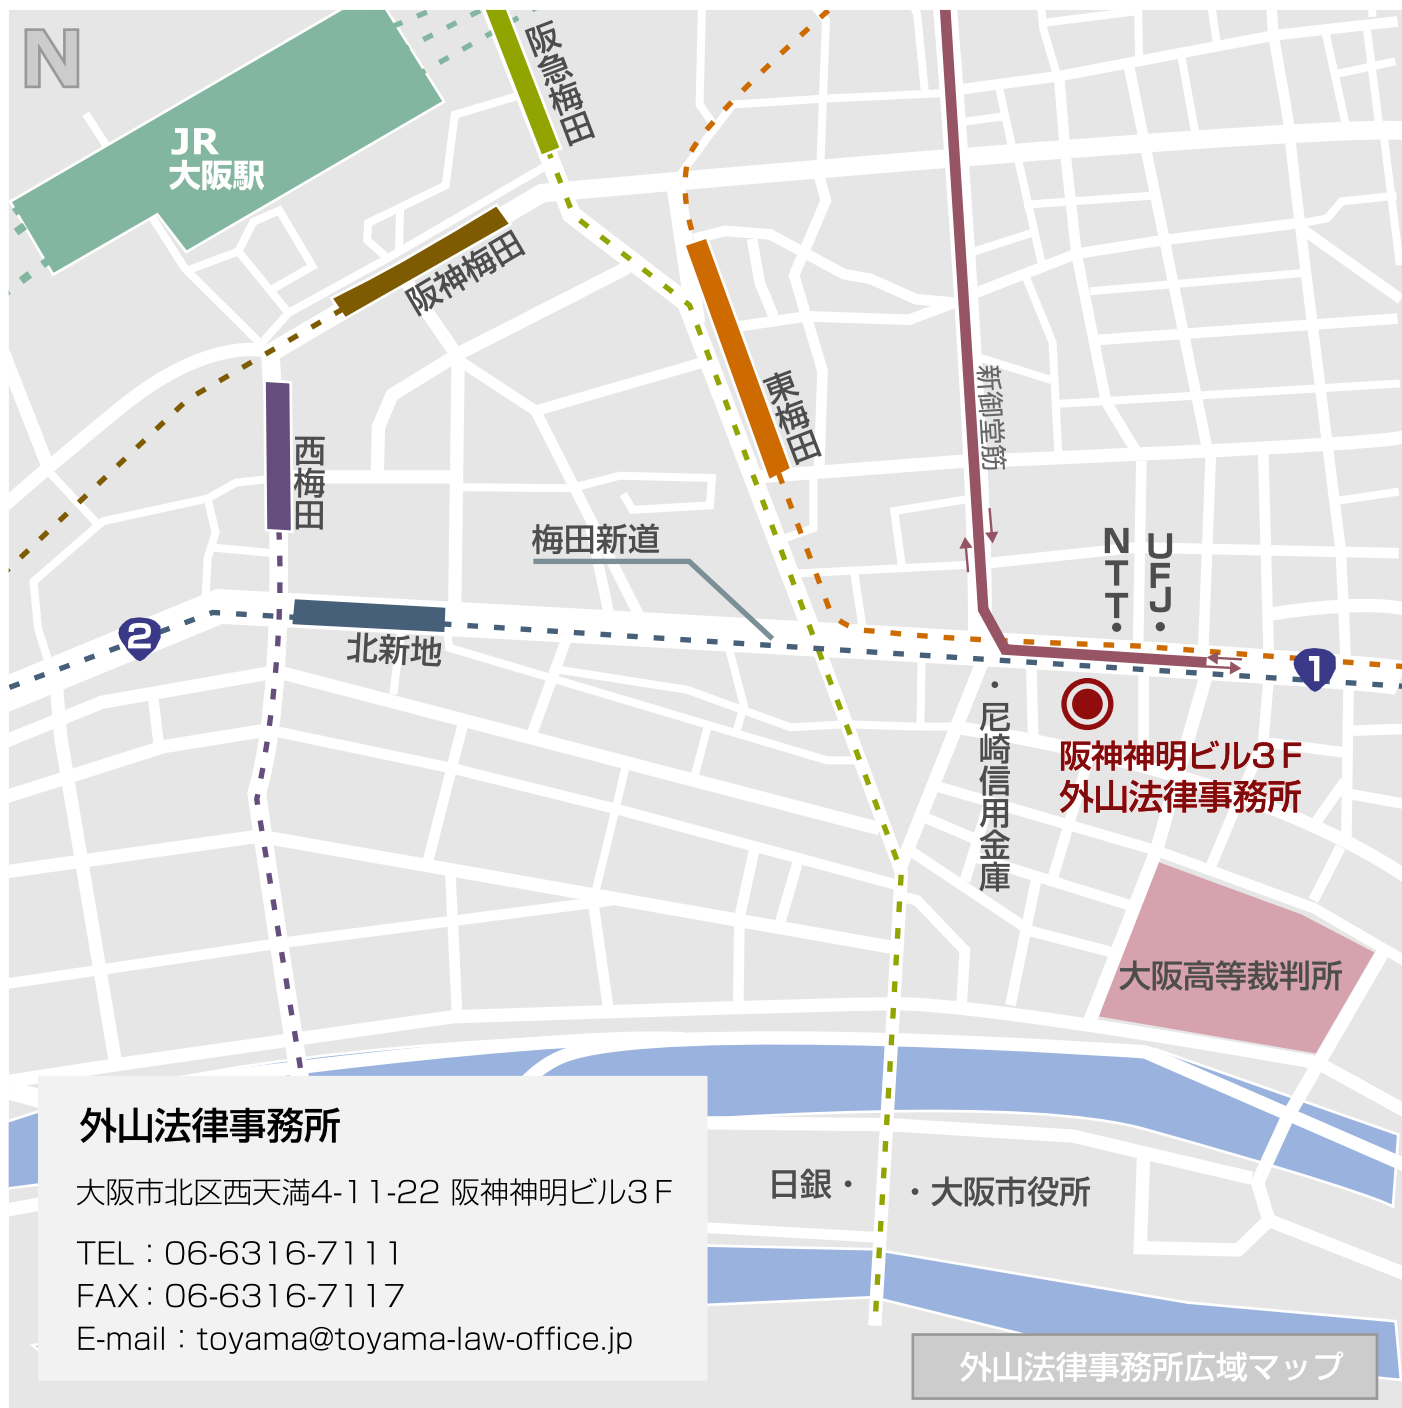 N
JR
大阪駅
阪急梅田
阪神梅田
東梅田
西梅田
新御堂筋
梅田新道
北新地
2
NTT・
UFJ・
1
・尼崎信用金庫
阪神神明ビル3F
外山法律事務所
大阪高等裁判所
日銀・
・大阪市役所
外山法律事務所
大阪市北区西天満4-11-22 阪神神明ビル3F
TEL：06-6316-7111
FAX：06-6316-7117
E-mail：toyama@toyama-law-office.jp
外山法律事務所広域マップ